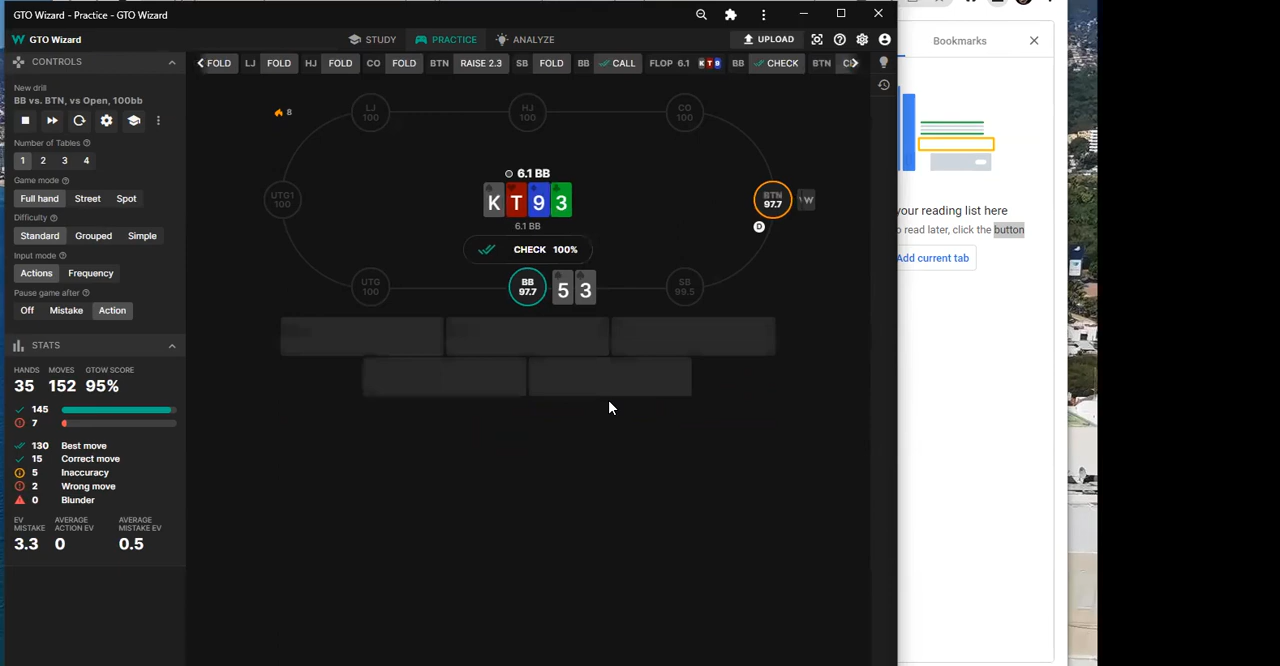 GTO Wizard - Practice - GTO Wizard
GTO Wizard
STUDY
PRACTICE
ANALYZE
UPLOAD
CONTROLS
FOLD LJ FOLD HJ FOLD CO FOLD BTN RAISE 2.3 SB FOLD BB CALL FLOP 6.1 K T 9 BB CHECK BTN
New drill
BB vs. BTN, vs Open, 100bb
Number of Tables
1 2 3 4
Game mode
Full hand Street Spot
Difficulty
Standard Grouped Simple
Input mode
Actions Frequency
Pause game after
Off Mistake Action
STATS
HANDS MOVES GTOW SCORE
35 152 95%
145
7
130 Best move
15 Correct move
5 Inaccuracy
2 Wrong move
0 Blunder
EV MISTAKE
AVERAGE ACTION EV
AVERAGE MISTAKE EV
3.3 0 0.5
B
LJ
100
HJ
100
CO
100
UTG1
100
6.1 BB
K T 9 3
6.1 BB
BTN
97.7
W
D
CHECK 100%
UTG
100
BB
97.7
5 3
SB
99.5
Bookmarks
your reading list here
o read later, click the button
Add current tab